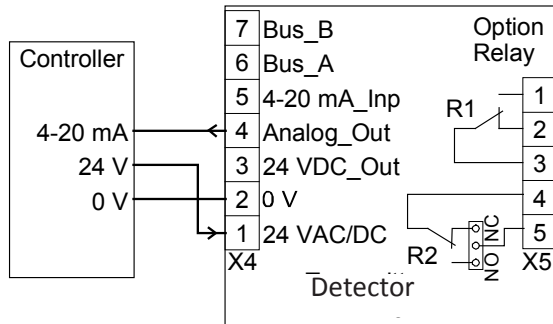 Controller
4-20 mA
24 V
0 V
7 Bus_B
6 Bus_A
5 4-20 mA_Inp
4 Analog_Out
3 24 VDC_Out
2 0 V
1 24 VAC/DC
X4
Option
Relay
R1
1
2
3
4
5
X5
R2
NC
NO
Detector